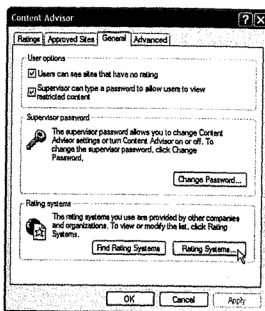 Content Advisor
Ratings Approved Sites General Advanced
User options
Users can see sites that have no rating
Supervisor can type a password to allow users to view
restricted content
Supervisor password
The supervisor password allows you to change Content
Advisor settings or turn Content Advisor on or off. To
change the supervisor password, click Change
Password.
Change Password...
Rating systems
The rating systems you use are provided by other companies
and organizations. To view or modify the list, click Rating
Systems.
Find Rating Systems Rating Systems...
OK Cancel Apply